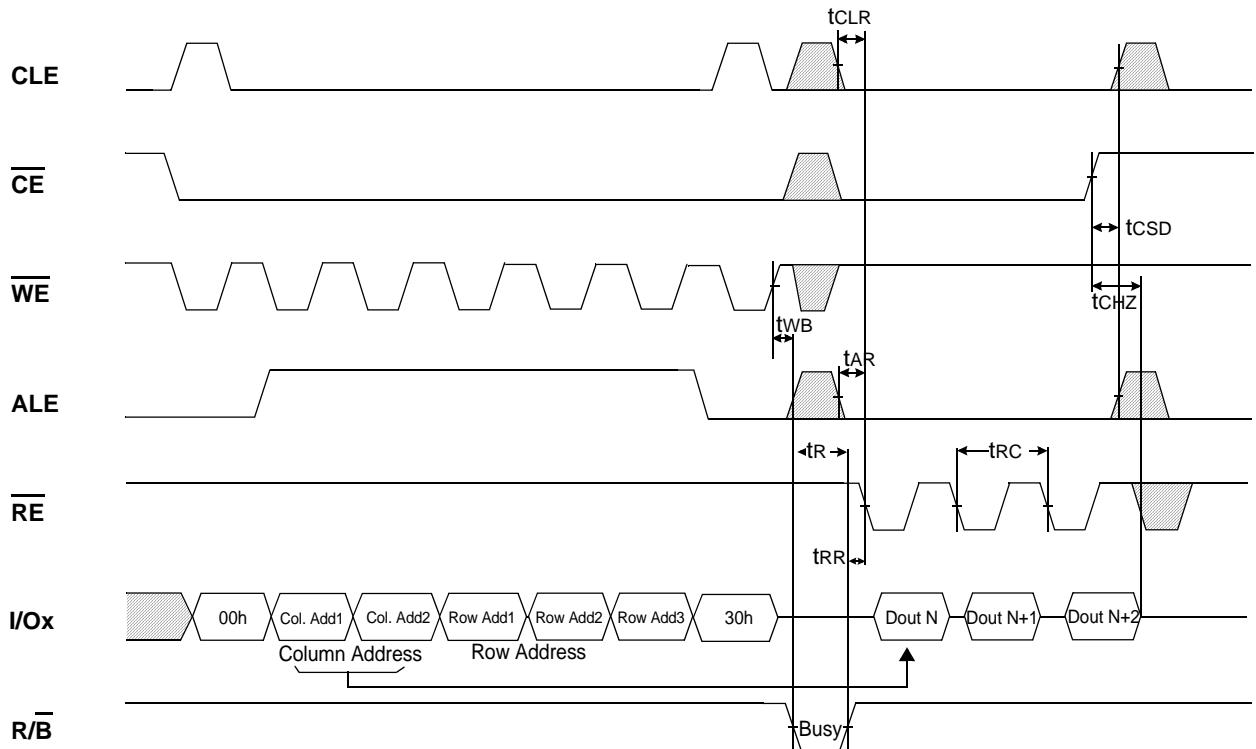 tCLR
CLE
CE
tCSD
WE
tCHZ
tWB
tAR
ALE
tR
tRC
RE
tRR
I/Ox
00h
Col. Add1
Col. Add2
Row Add1
Row Add2
Row Add3
30h
Dout N
Dout N+1
Dout N+2
Column Address
Row Address
R/B
Busy